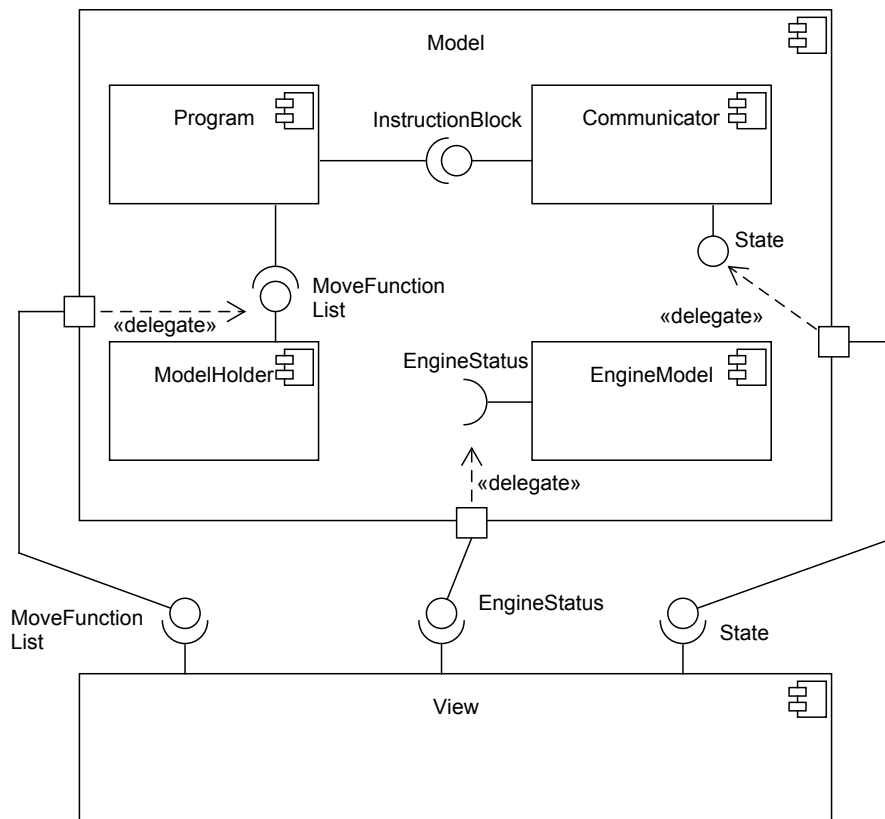 Model
Program
InstructionBlock
Communicator
State
MoveFunction
List
«delegate»
«delegate»
ModelHolder
EngineStatus
EngineModel
«delegate»
MoveFunction
List
EngineStatus
State
View